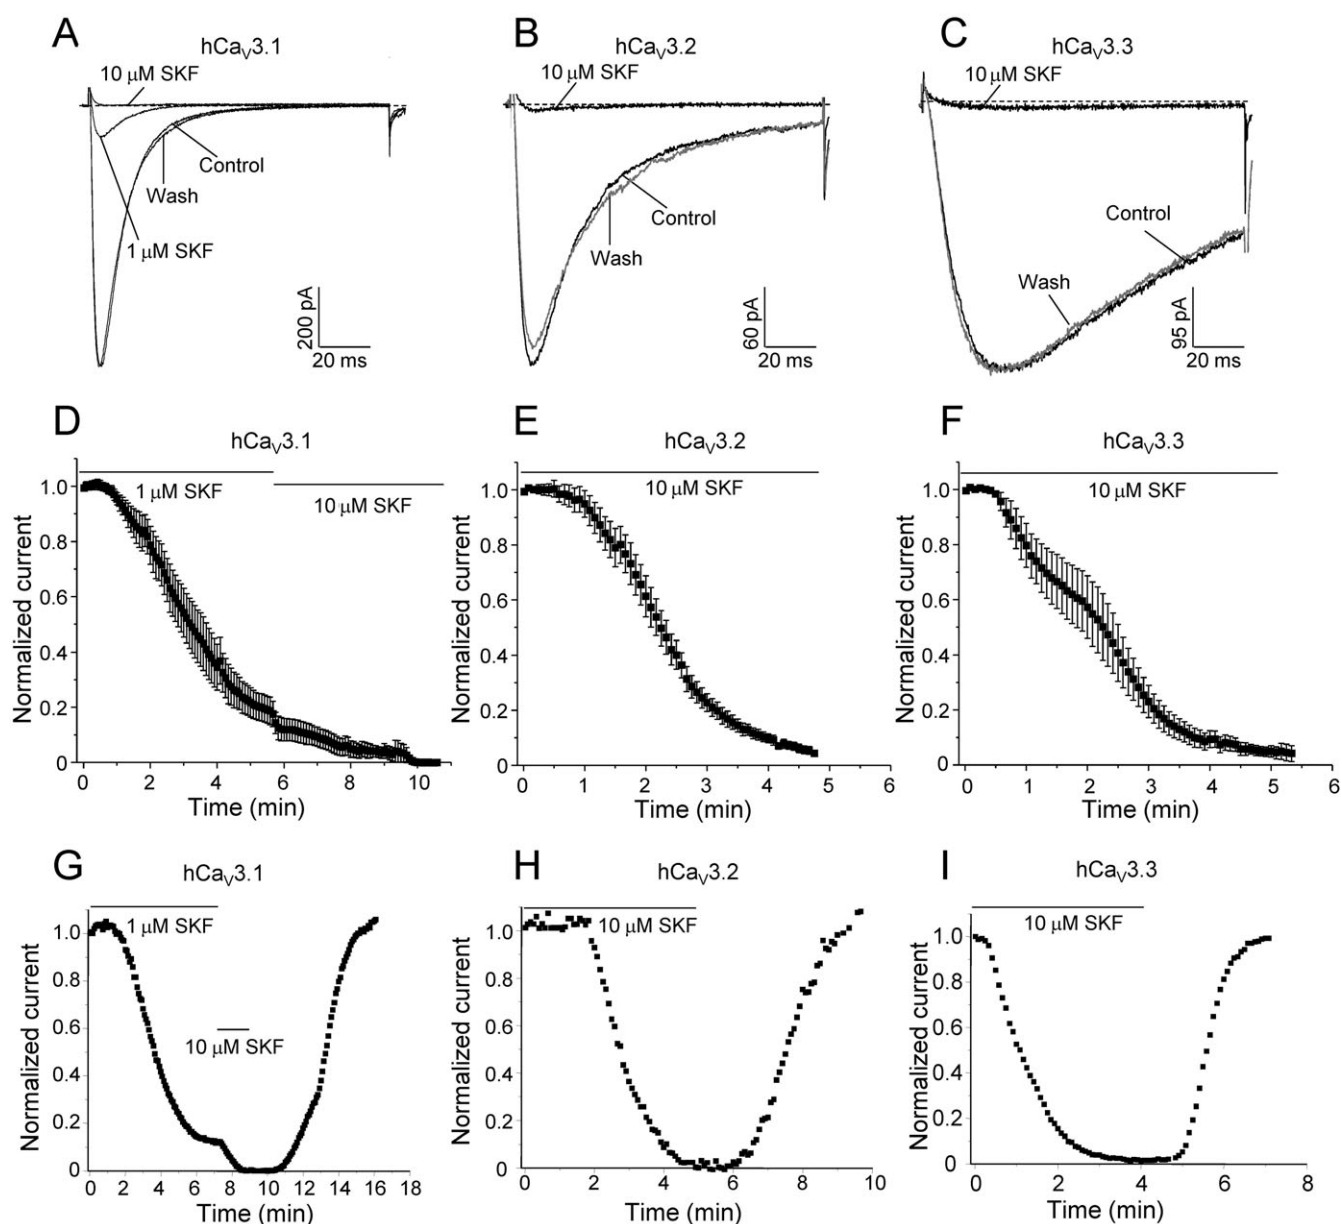 A
hCaV3.1
10 μM SKF
Control
Wash
1 μM SKF
200 pA
20 ms
B
hCaV3.2
10 μM SKF
Control
Wash
60 pA
20 ms
C
hCaV3.3
10 μM SKF
Control
Wash
95 pA
20 ms
D
hCaV3.1
1 μM SKF
10 μM SKF
Normalized current
1.0
0.8
0.6
0.4
0.2
0
0 2 4 6 8 10
Time (min)
E
hCaV3.2
10 μM SKF
Normalized current
1.0
0.8
0.6
0.4
0.2
0
0 1 2 3 4 5 6
Time (min)
F
hCaV3.3
10 μM SKF
Normalized current
1.0
0.8
0.6
0.4
0.2
0
0 1 2 3 4 5 6
Time (min)
G
hCaV3.1
1 μM SKF
10 μM SKF
Normalized current
1.0
0.8
0.6
0.4
0.2
0
0 2 4 6 8 10 12 14 16 18
Time (min)
H
hCaV3.2
10 μM SKF
Normalized current
1.0
0.8
0.6
0.4
0.2
0
0 2 4 6 8 10
Time (min)
I
hCaV3.3
10 μM SKF
Normalized current
1.0
0.8
0.6
0.4
0.2
0
0 2 4 6 8
Time (min)